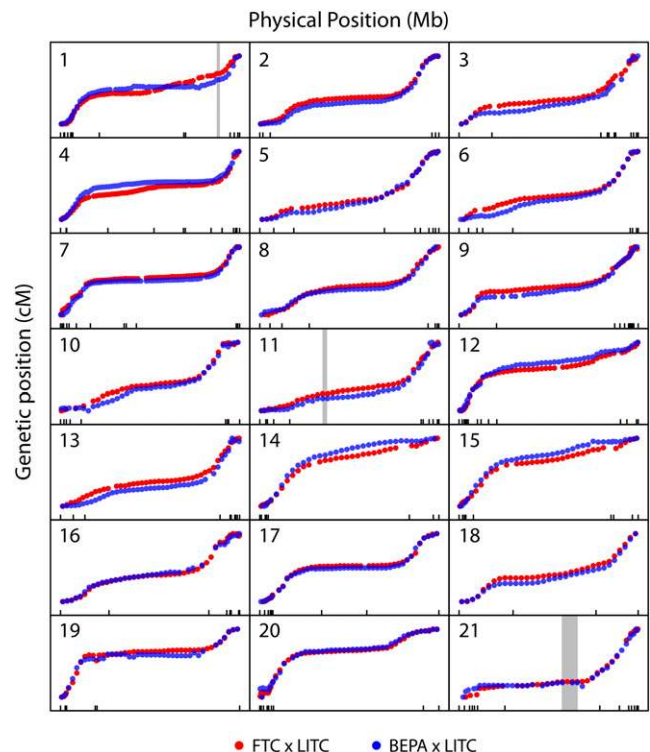 Physical Position (Mb)
Genetic position (cM)
1 2 3
4 5 6
7 8 9
10 11 12
13 14 15
16 17 18
19 20 21
FTC x LITC BEPA x LITC